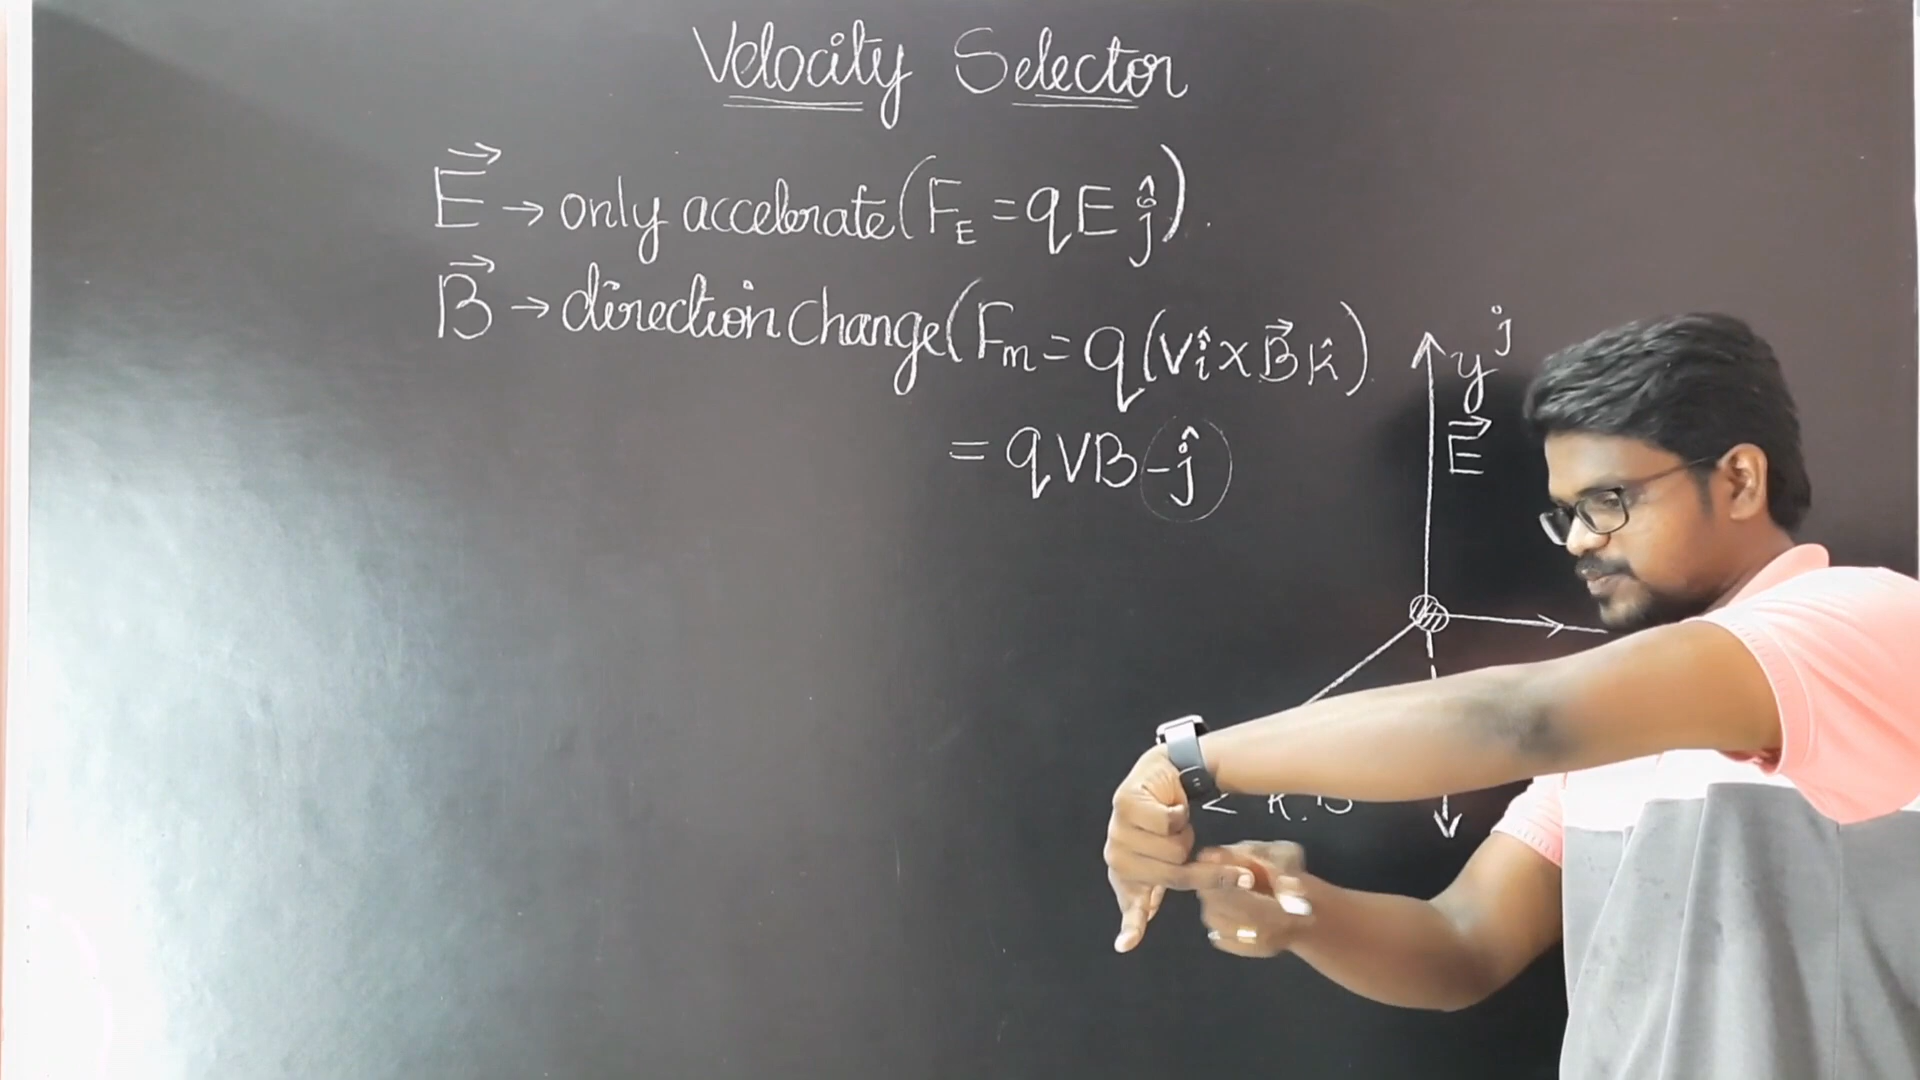 Velocity Selector
E⃗ → only accelerate (F_E = qE ĵ).
B⃗ → direction change (F_m = q(v î × B⃗ k̂)
= qVB -ĵ
y j
E⃗